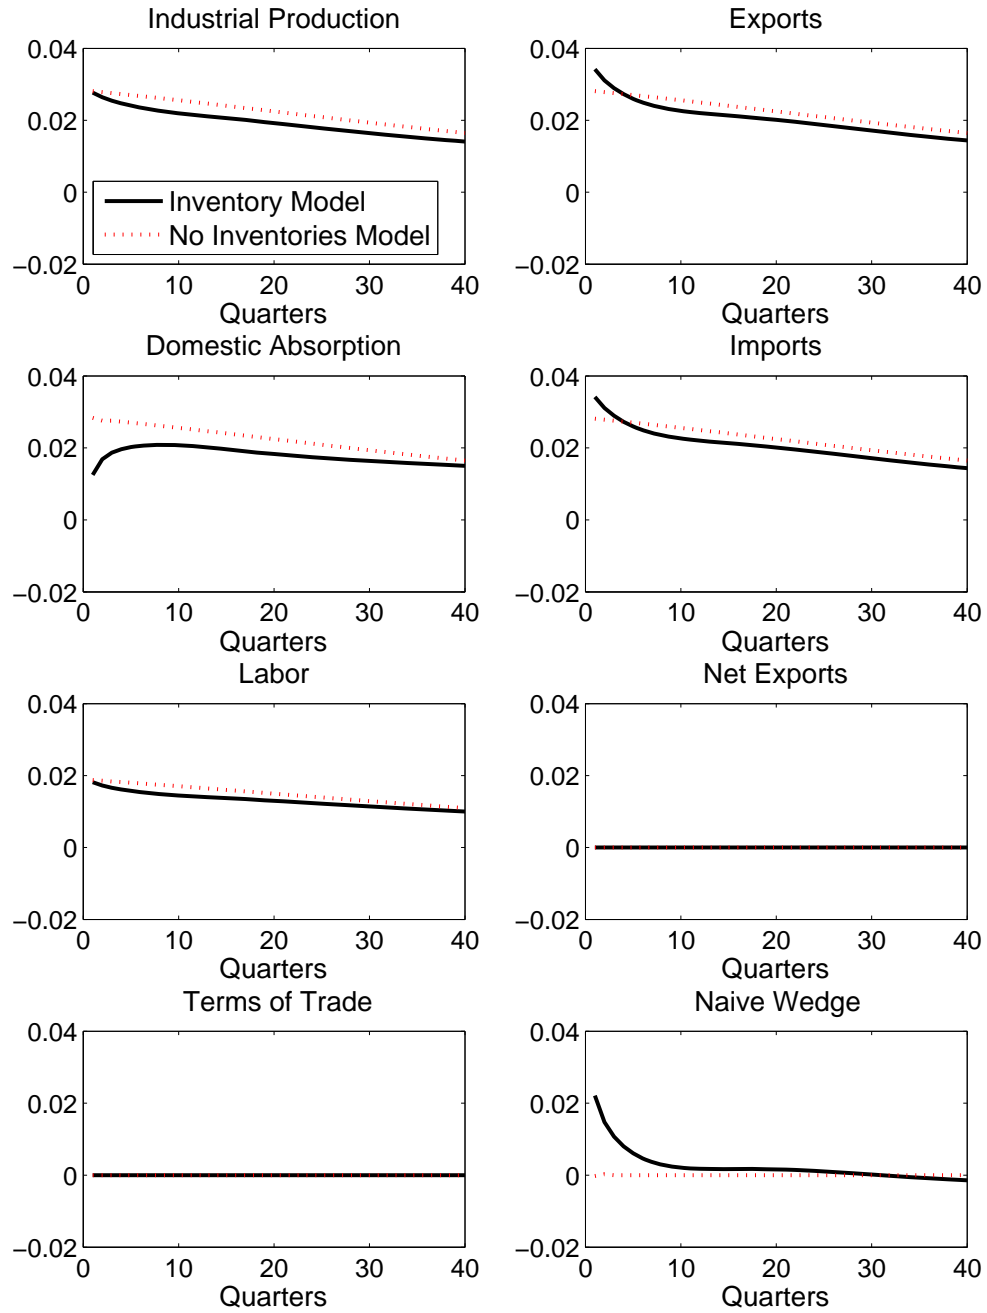 Industrial Production
0.04
0.02
0
−0.02
Inventory Model
No Inventories Model
0 10 20 30 40
Quarters
Exports
0.04
0.02
0
−0.02
0 10 20 30 40
Quarters
Domestic Absorption
0.04
0.02
0
−0.02
0 10 20 30 40
Quarters
Imports
0.04
0.02
0
−0.02
0 10 20 30 40
Quarters
Labor
0.04
0.02
0
−0.02
0 10 20 30 40
Quarters
Net Exports
0.04
0.02
0
−0.02
0 10 20 30 40
Quarters
Terms of Trade
0.04
0.02
0
−0.02
0 10 20 30 40
Quarters
Naive Wedge
0.04
0.02
0
−0.02
0 10 20 30 40
Quarters